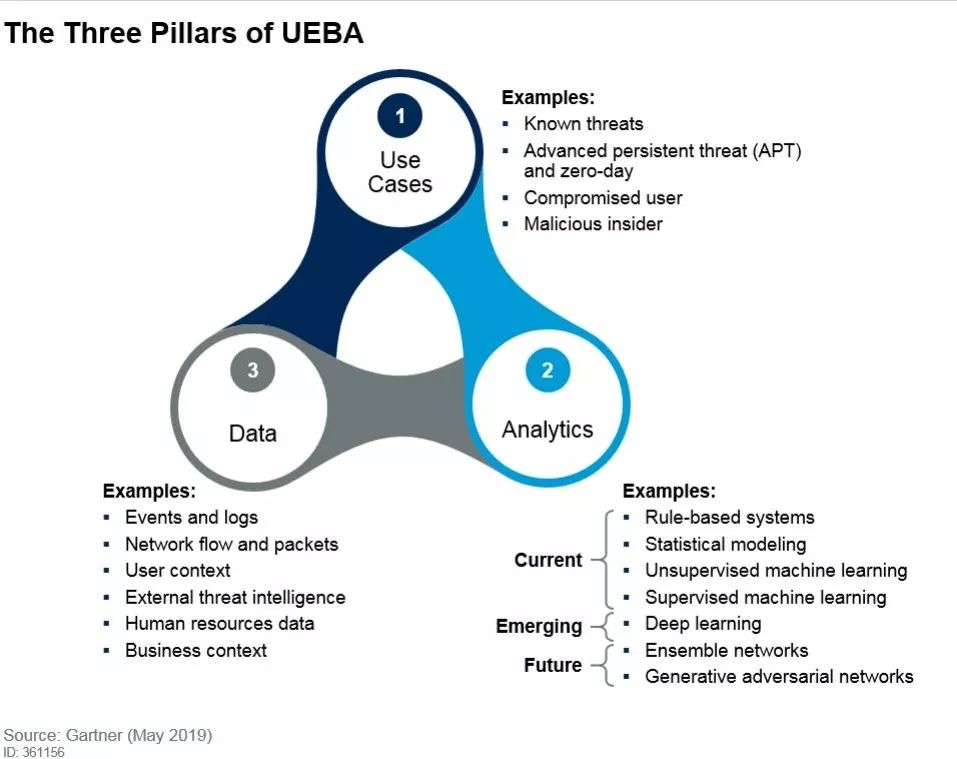 The Three Pillars of UEBA
1
Use
Cases
Examples:
Known threats
Advanced persistent threat (APT)
and zero-day
Compromised user
Malicious insider
3
Data
2
Analytics
Examples:
Events and logs
Network flow and packets
User context
External threat intelligence
Human resources data
Business context
Examples:
Current
Rule-based systems
Statistical modeling
Unsupervised machine learning
Supervised machine learning
Emerging
Deep learning
Future
Ensemble networks
Generative adversarial networks
Source: Gartner (May 2019)
ID: 361156